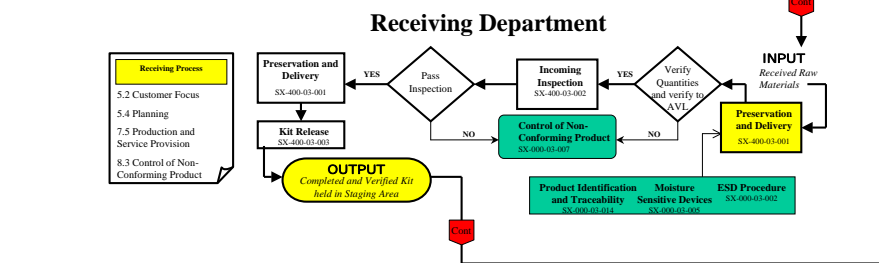 Receiving Department
Cont
Receiving Process
5.2 Customer Focus
5.4 Planning
7.5 Production and
Service Provision
8.3 Control of Non-
Conforming Product
Preservation and
Delivery
SX-400-03-001
YES
Pass
Inspection
Incoming
Inspection
SX-400-03-002
YES
Verify
Quantities
and verify to
AVL
INPUT
Received Raw
Materials
Preservation
and Delivery
SX-400-03-001
Kit Release
SX-400-03-003
NO
Control of Non-
Conforming Product
SX-000-03-007
NO
OUTPUT
Completed and Verified Kit
held in Staging Area
Product Identification
and Traceability
SX-000-03-014
Moisture
Sensitive Devices
SX-000-03-005
ESD Procedure
SX-000-03-002
Cont